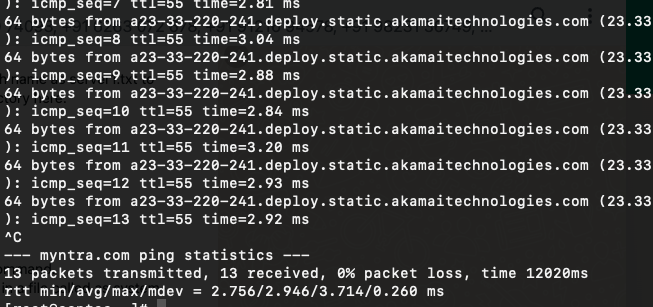 ): icmp_seq=7 ttl=55 time=2.81 ms
64 bytes from a23-33-220-241.deploy.static.akamaitechnologies.com (23.33
): icmp_seq=8 ttl=55 time=3.04 ms
64 bytes from a23-33-220-241.deploy.static.akamaitechnologies.com (23.33
): icmp_seq=9 ttl=55 time=2.88 ms
64 bytes from a23-33-220-241.deploy.static.akamaitechnologies.com (23.33
): icmp_seq=10 ttl=55 time=2.84 ms
64 bytes from a23-33-220-241.deploy.static.akamaitechnologies.com (23.33
): icmp_seq=11 ttl=55 time=3.20 ms
64 bytes from a23-33-220-241.deploy.static.akamaitechnologies.com (23.33
): icmp_seq=12 ttl=55 time=2.93 ms
64 bytes from a23-33-220-241.deploy.static.akamaitechnologies.com (23.33
): icmp_seq=13 ttl=55 time=2.92 ms
^C
--- myntra.com ping statistics ---
13 packets transmitted, 13 received, 0% packet loss, time 12020ms
rtt min/avg/max/mdev = 2.756/2.946/3.714/0.260 ms